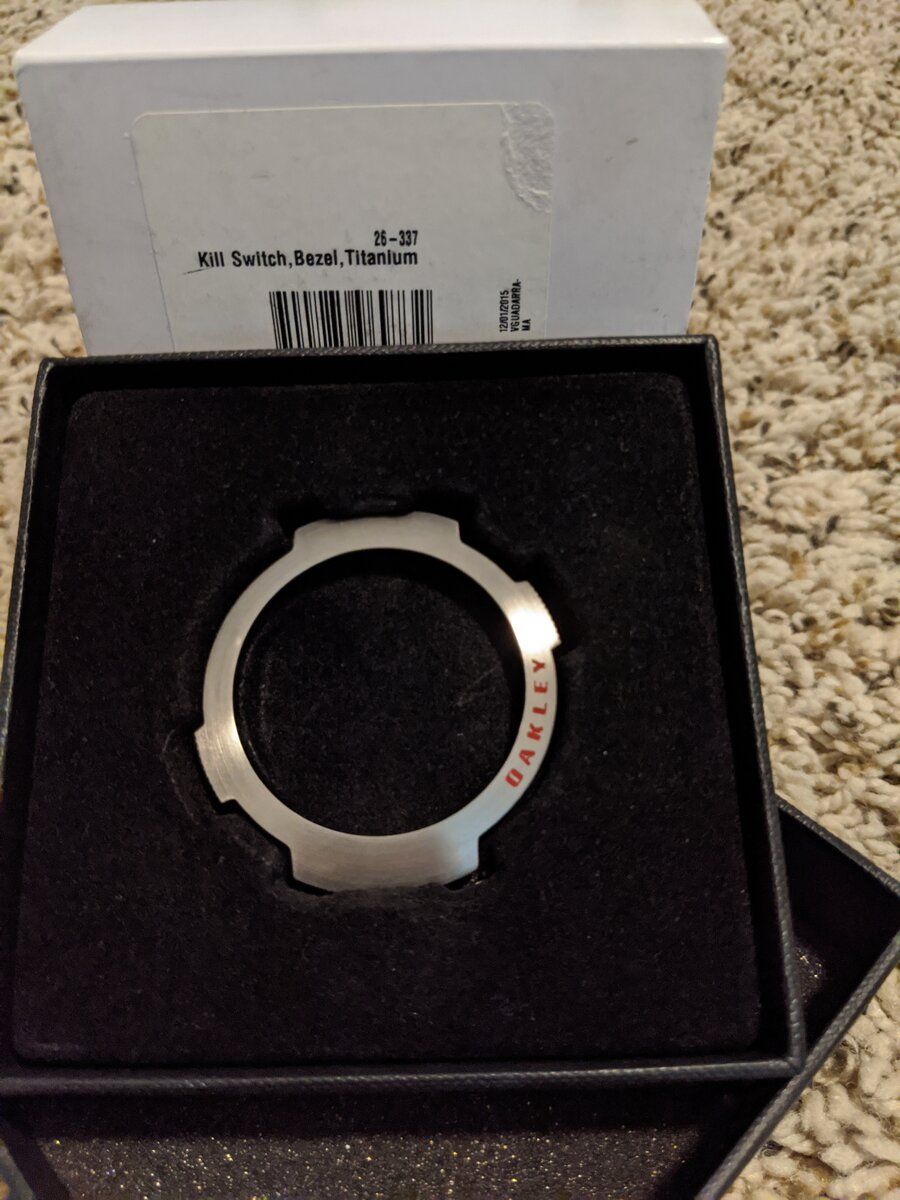 26-337
Kill Switch,Bezel,Titanium
12/01/2015
VGUADARRA-
MA
OAKLEY